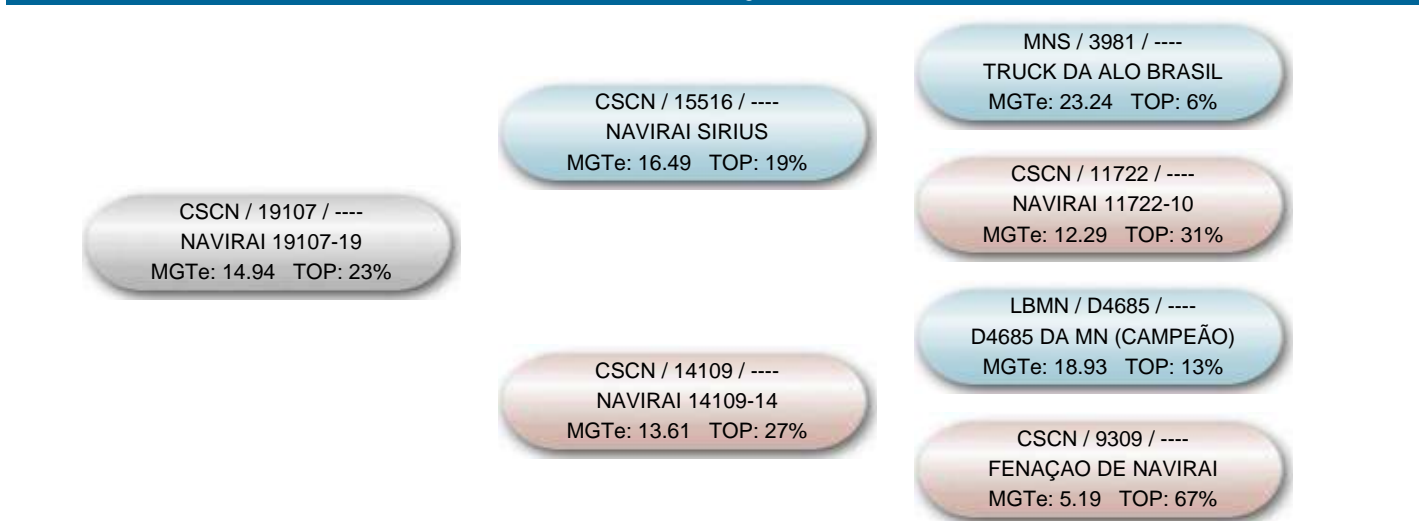 CSCN / 19107 / ----
NAVIRAI 19107-19
MGTe: 14.94 TOP: 23%
CSCN / 15516 / ----
NAVIRAI SIRIUS
MGTe: 16.49 TOP: 19%
CSCN / 14109 / ----
NAVIRAI 14109-14
MGTe: 13.61 TOP: 27%
MNS / 3981 / ----
TRUCK DA ALO BRASIL
MGTe: 23.24 TOP: 6%
CSCN / 11722 / ----
NAVIRAI 11722-10
MGTe: 12.29 TOP: 31%
LBMN / D4685 / ----
D4685 DA MN (CAMPEÃO)
MGTe: 18.93 TOP: 13%
CSCN / 9309 / ----
FENAÇAO DE NAVIRAI
MGTe: 5.19 TOP: 67%